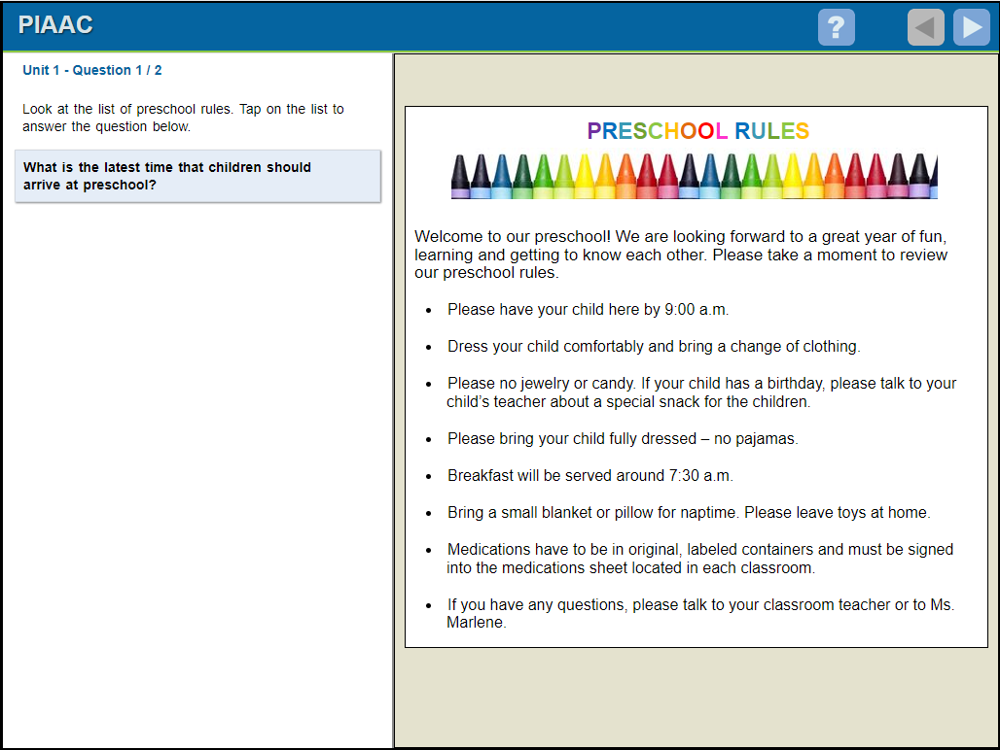 PIAAC
?
Unit 1 - Question 1 / 2
Look at the list of preschool rules. Tap on the list to
answer the question below.
What is the latest time that children should
arrive at preschool?
PRESCHOOL RULES
Welcome to our preschool! We are looking forward to a great year of fun,
learning and getting to know each other. Please take a moment to review
our preschool rules.
• Please have your child here by 9:00 a.m.
• Dress your child comfortably and bring a change of clothing.
• Please no jewelry or candy. If your child has a birthday, please talk to your
child’s teacher about a special snack for the children.
• Please bring your child fully dressed – no pajamas.
• Breakfast will be served around 7:30 a.m.
• Bring a small blanket or pillow for naptime. Please leave toys at home.
• Medications have to be in original, labeled containers and must be signed
into the medications sheet located in each classroom.
• If you have any questions, please talk to your classroom teacher or to Ms.
Marlene.